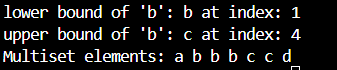 lower bound of 'b': b at index: 1
upper bound of 'b': c at index: 4
Multiset elements: a b b b c c d